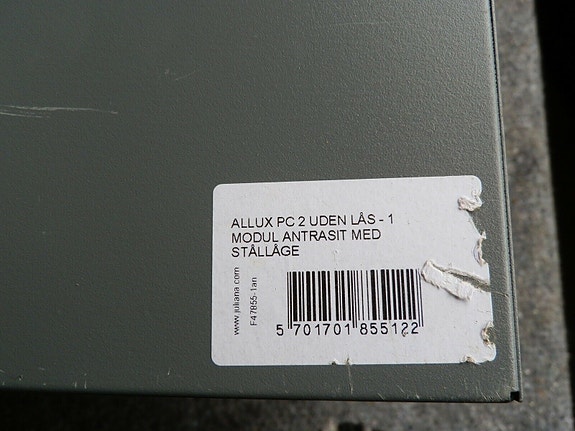 ALLUX PC 2 UDEN LÅS - 1
MODUL ANTRASIT MED
STÅLLÅGE
www.juliana.com
F47855-1an
5 701701 855122